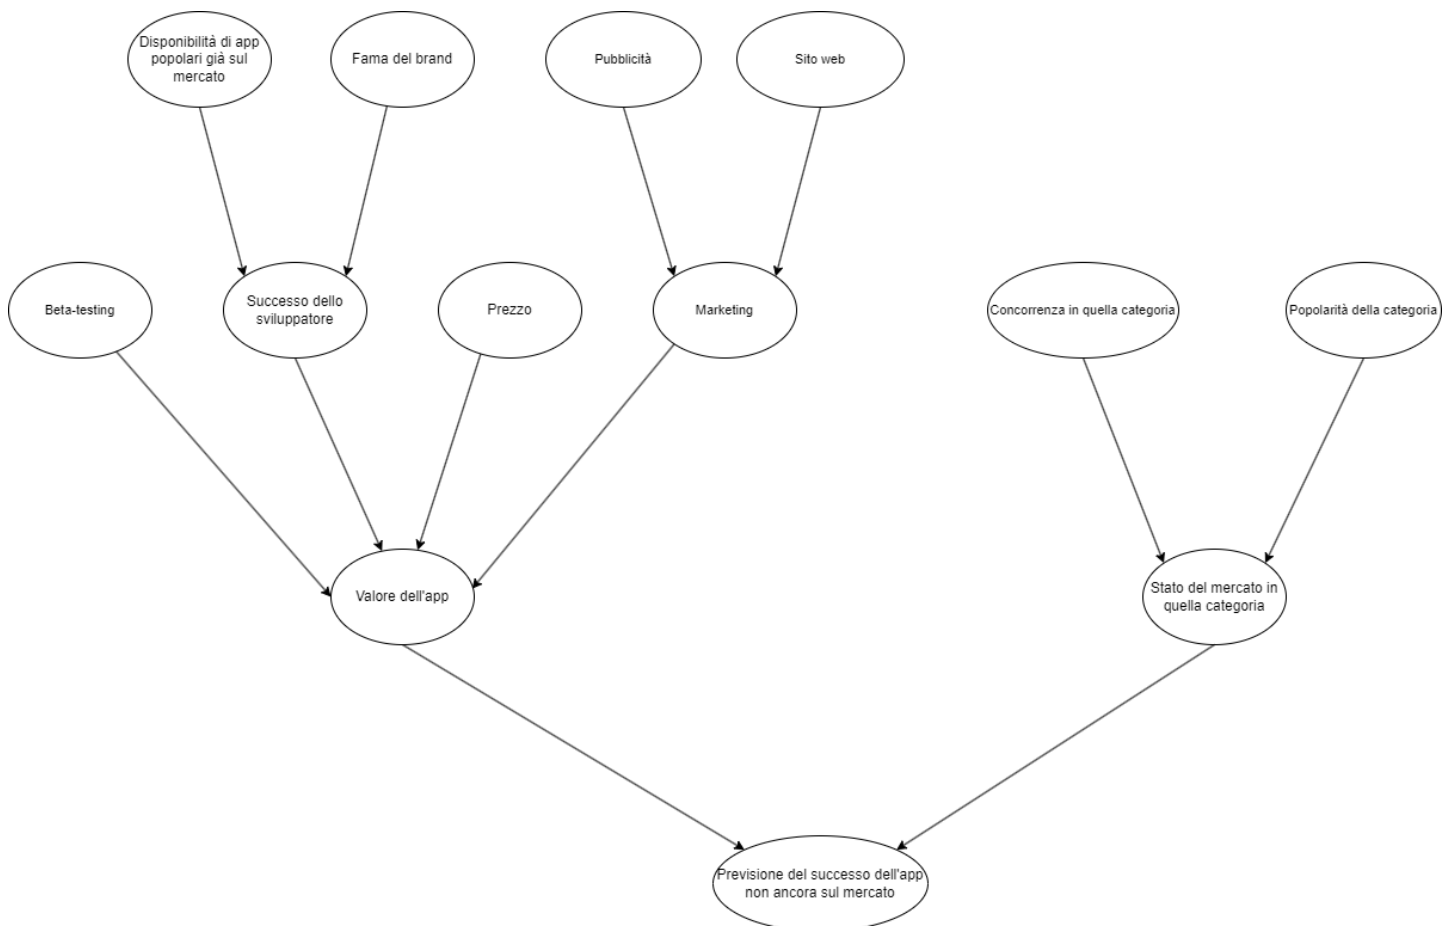 Disponibilità di app
popolari già sul
mercato
Fama del brand
Pubblicità
Sito web
Beta-testing
Successo dello
sviluppatore
Prezzo
Marketing
Concorrenza in quella categoria
Popolarità della categoria
Valore dell'app
Stato del mercato in
quella categoria
Previsione del successo dell'app
non ancora sul mercato